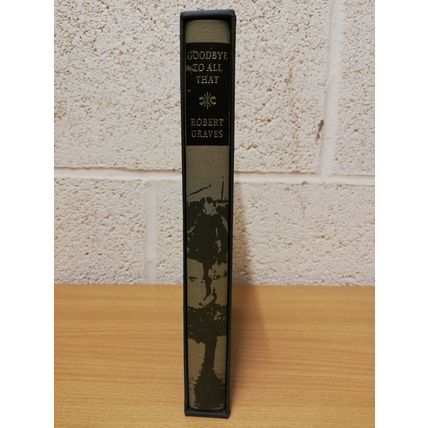 GOODBYE
TO ALL
THAT
ROBERT
GRAVES